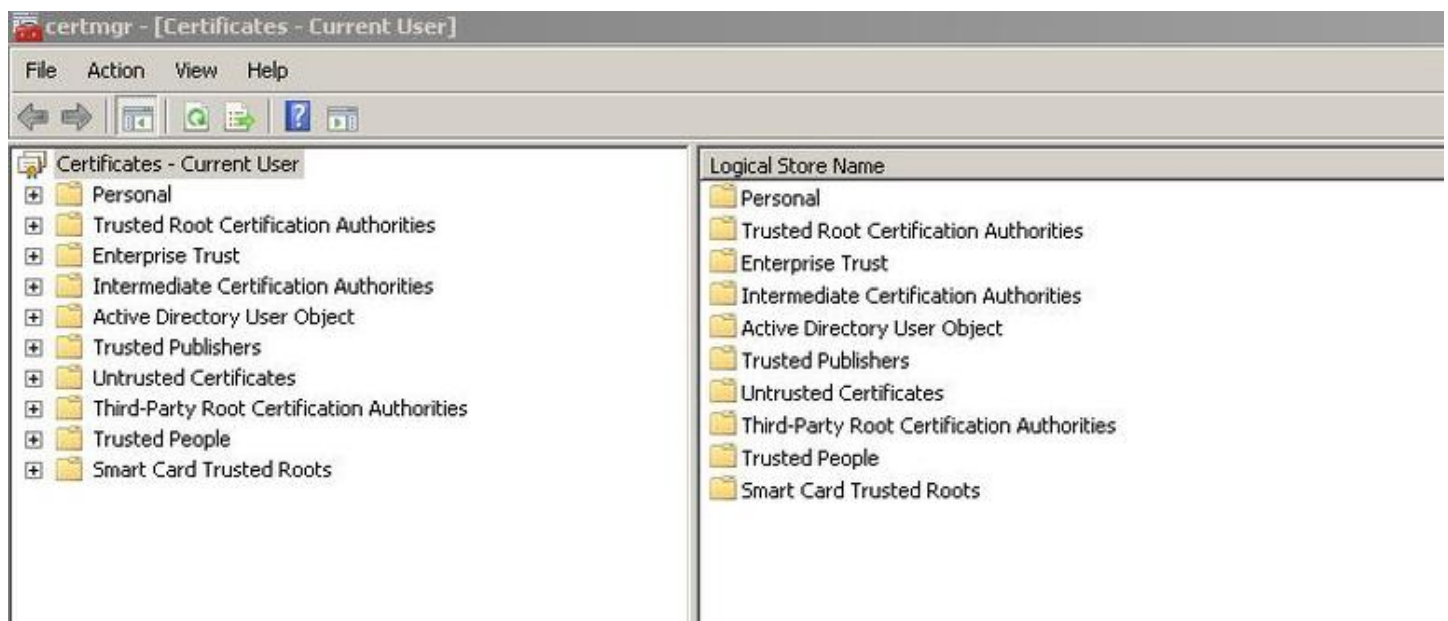 certmgr - [Certificates - Current User]
File Action View Help
Certificates - Current User
Personal
Trusted Root Certification Authorities
Enterprise Trust
Intermediate Certification Authorities
Active Directory User Object
Trusted Publishers
Untrusted Certificates
Third-Party Root Certification Authorities
Trusted People
Smart Card Trusted Roots
Logical Store Name
Personal
Trusted Root Certification Authorities
Enterprise Trust
Intermediate Certification Authorities
Active Directory User Object
Trusted Publishers
Untrusted Certificates
Third-Party Root Certification Authorities
Trusted People
Smart Card Trusted Roots